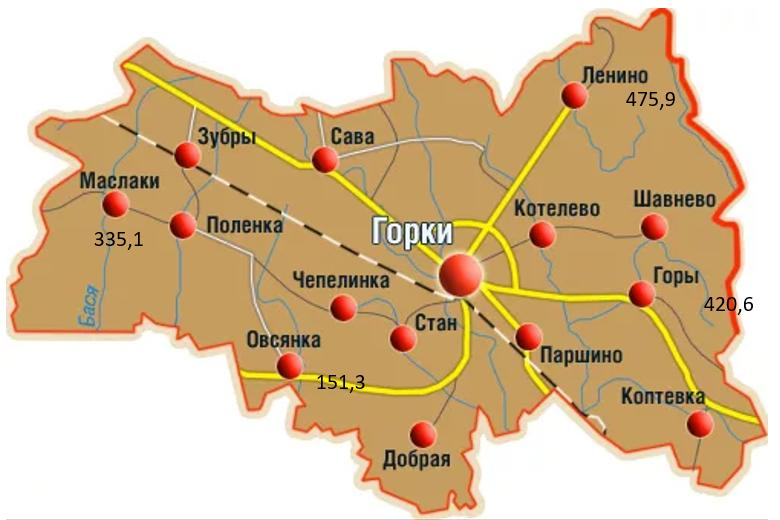 Ленино
475,9
Зубры
Сава
Маслаки
Шавнево
Котелево
Поленка
335,1
Горки
Горы
Чепелинка
Бася
420,6
Стан
Овсянка
Паршино
151,3
Коптевка
Добрая